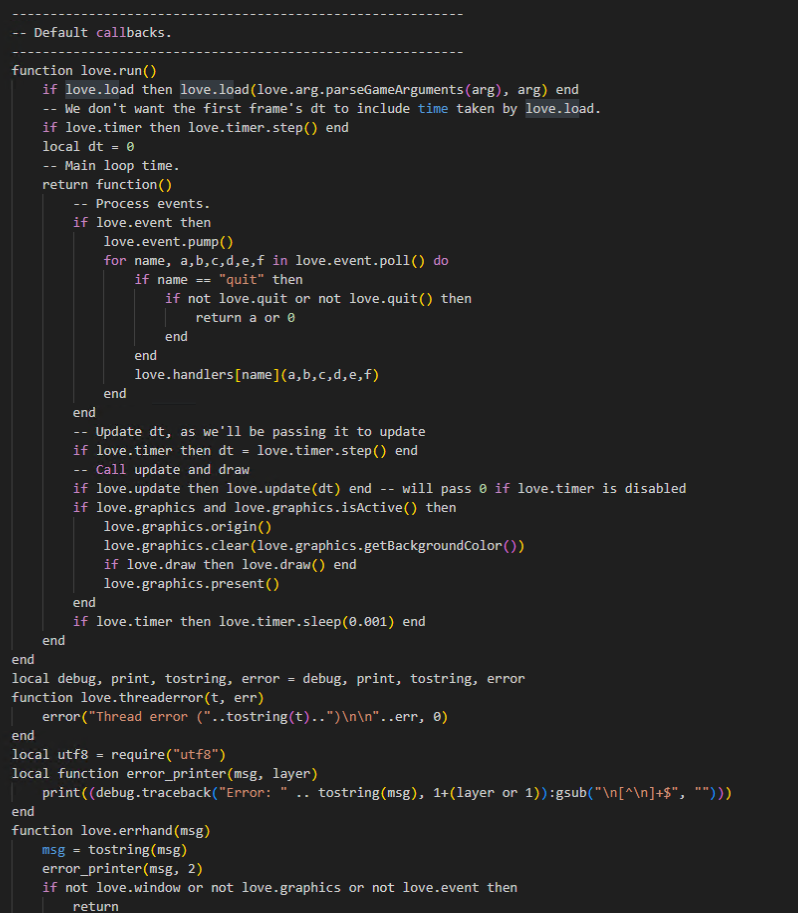 -----------------------------------------------------------
-- Default callbacks.
-----------------------------------------------------------
function love.run()
    if love.load then love.load(love.arg.parseGameArguments(arg), arg) end
    -- We don't want the first frame's dt to include time taken by love.load.
    if love.timer then love.timer.step() end
    local dt = 0
    -- Main loop time.
    return function()
        -- Process events.
        if love.event then
            love.event.pump()
            for name, a,b,c,d,e,f in love.event.poll() do
                if name == "quit" then
                    if not love.quit or not love.quit() then
                        return a or 0
                    end
                end
                love.handlers[name](a,b,c,d,e,f)
            end
        end
        -- Update dt, as we'll be passing it to update
        if love.timer then dt = love.timer.step() end
        -- Call update and draw
        if love.update then love.update(dt) end -- will pass 0 if love.timer is disabled
        if love.graphics and love.graphics.isActive() then
            love.graphics.origin()
            love.graphics.clear(love.graphics.getBackgroundColor())
            if love.draw then love.draw() end
            love.graphics.present()
        end
        if love.timer then love.timer.sleep(0.001) end
    end
end
local debug, print, tostring, error = debug, print, tostring, error
function love.threaderror(t, err)
    error("Thread error ("..tostring(t)..")\n\n"..err, 0)
end
local utf8 = require("utf8")
local function error_printer(msg, layer)
    print((debug.traceback("Error: " .. tostring(msg), 1+(layer or 1)):gsub("\n[^\n]+$", "")))
end
function love.errhand(msg)
    msg = tostring(msg)
    error_printer(msg, 2)
    if not love.window or not love.graphics or not love.event then
        return